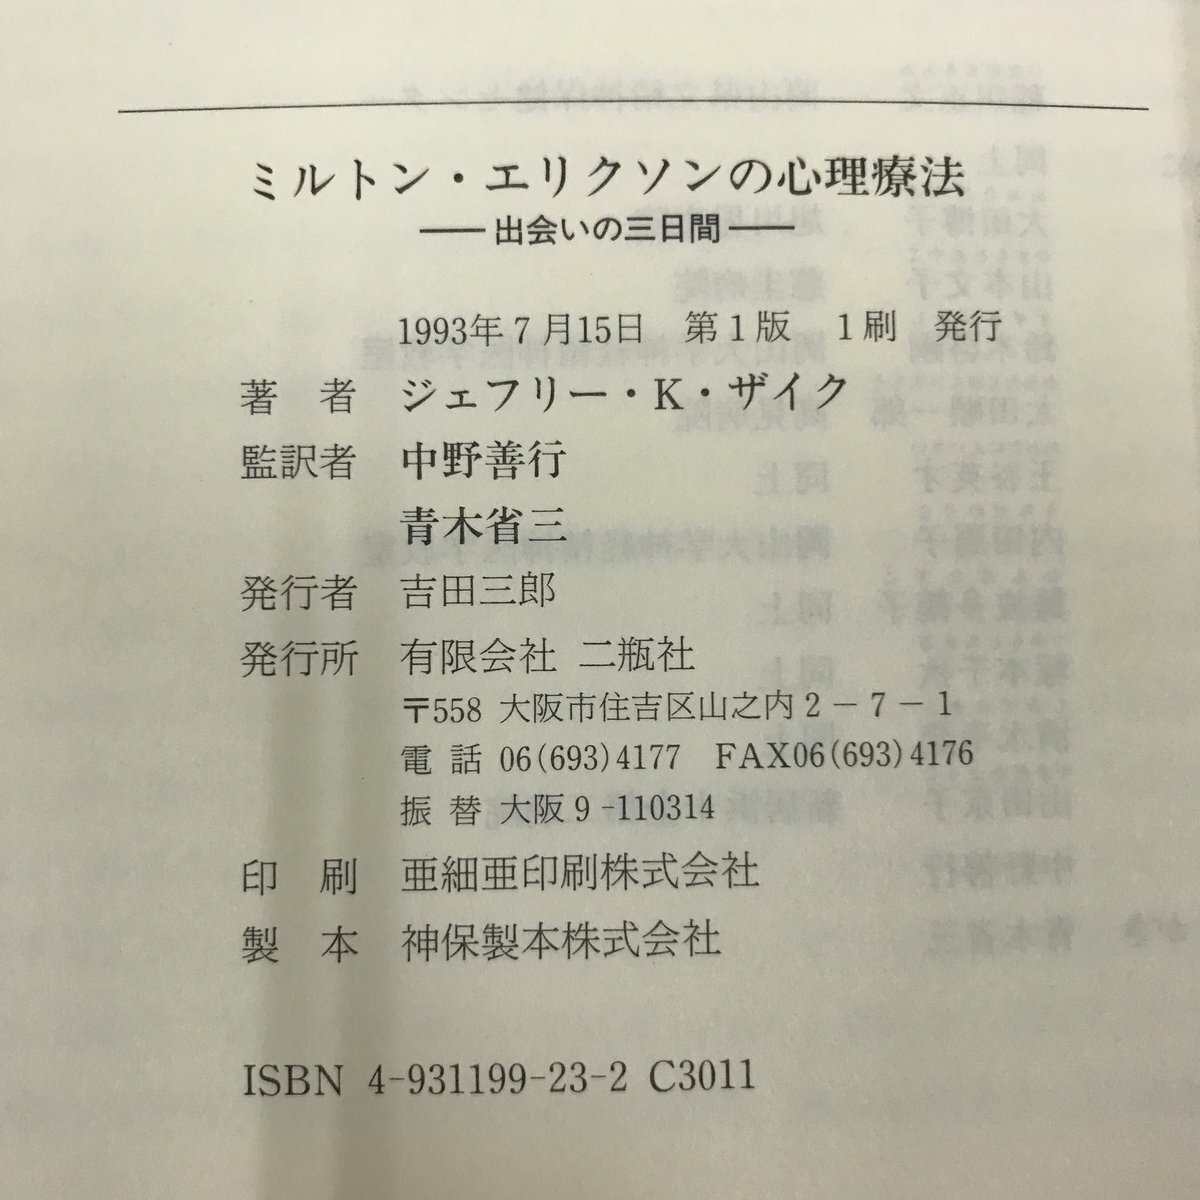 ミルトン・エリクソンの心理療法
――出会いの三日間――
1993年7月15日　第1版　1刷　発行
著　者　ジェフリー・K・ザイク
監訳者　中野善行
青木省三
発行者　吉田三郎
発行所　有限会社 二瓶社
〒558 大阪市住吉区山之内2－7－1
電 話 06(693)4177　FAX06(693)4176
振 替 大阪9-110314
印　刷　亜細亜印刷株式会社
製　本　神保製本株式会社
ISBN 4-931199-23-2 C3011